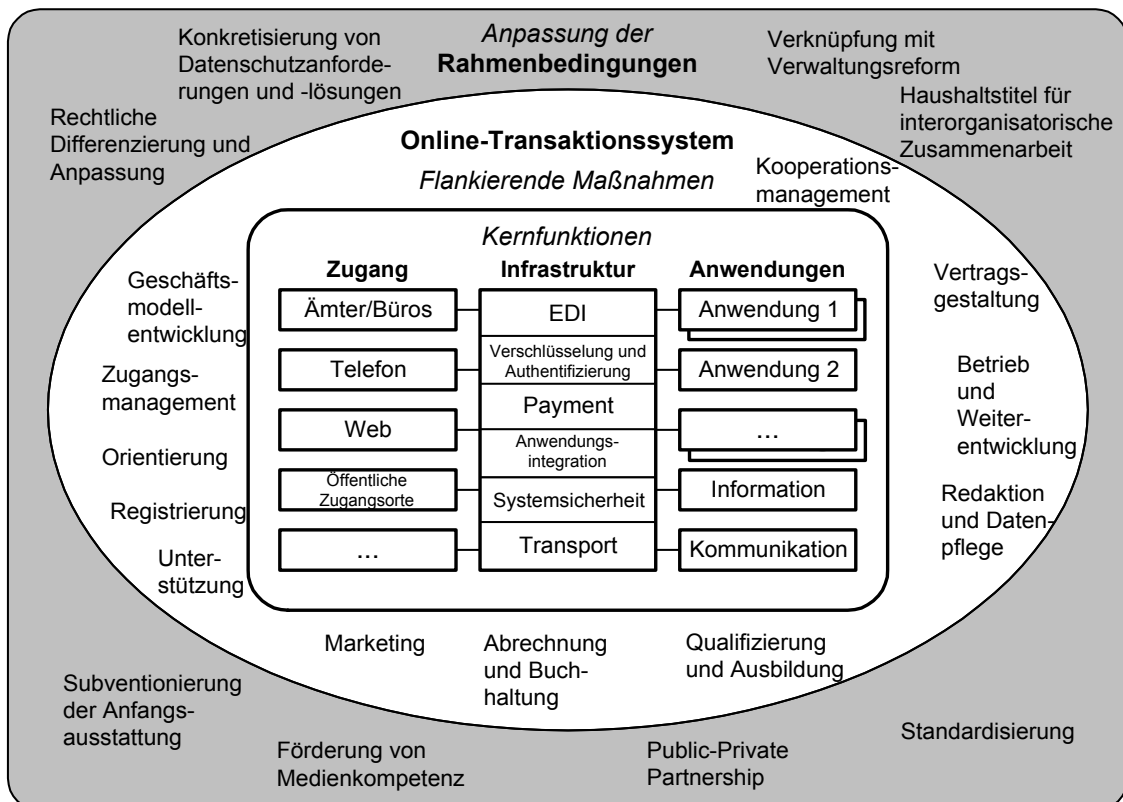 Konkretisierung von
Datenschutzanforde-
rungen und -lösungen
Anpassung der
Rahmenbedingungen
Verknüpfung mit
Verwaltungsreform
Rechtliche
Differenzierung und
Anpassung
Haushaltstitel für
interorganisatorische
Zusammenarbeit
Online-Transaktionssystem
Flankierende Maßnahmen
Kooperations-
management
Kernfunktionen
Zugang
Infrastruktur
Anwendungen
Geschäfts-
modell-
entwicklung
Zugangs-
management
Orientierung
Registrierung
Unter-
stützung
Ämter/Büros
Telefon
Web
Öffentliche
Zugangsorte
...
EDI
Verschlüsselung und
Authentifizierung
Payment
Anwendungs-
integration
Systemsicherheit
Transport
Anwendung 1
Anwendung 2
...
Information
Kommunikation
Vertrags-
gestaltung
Betrieb
und
Weiter-
entwicklung
Redaktion
und Daten-
pflege
Marketing
Abrechnung
und Buch-
haltung
Qualifizierung
und Ausbildung
Subventionierung
der Anfangs-
ausstattung
Förderung von
Medienkompetenz
Public-Private
Partnership
Standardisierung